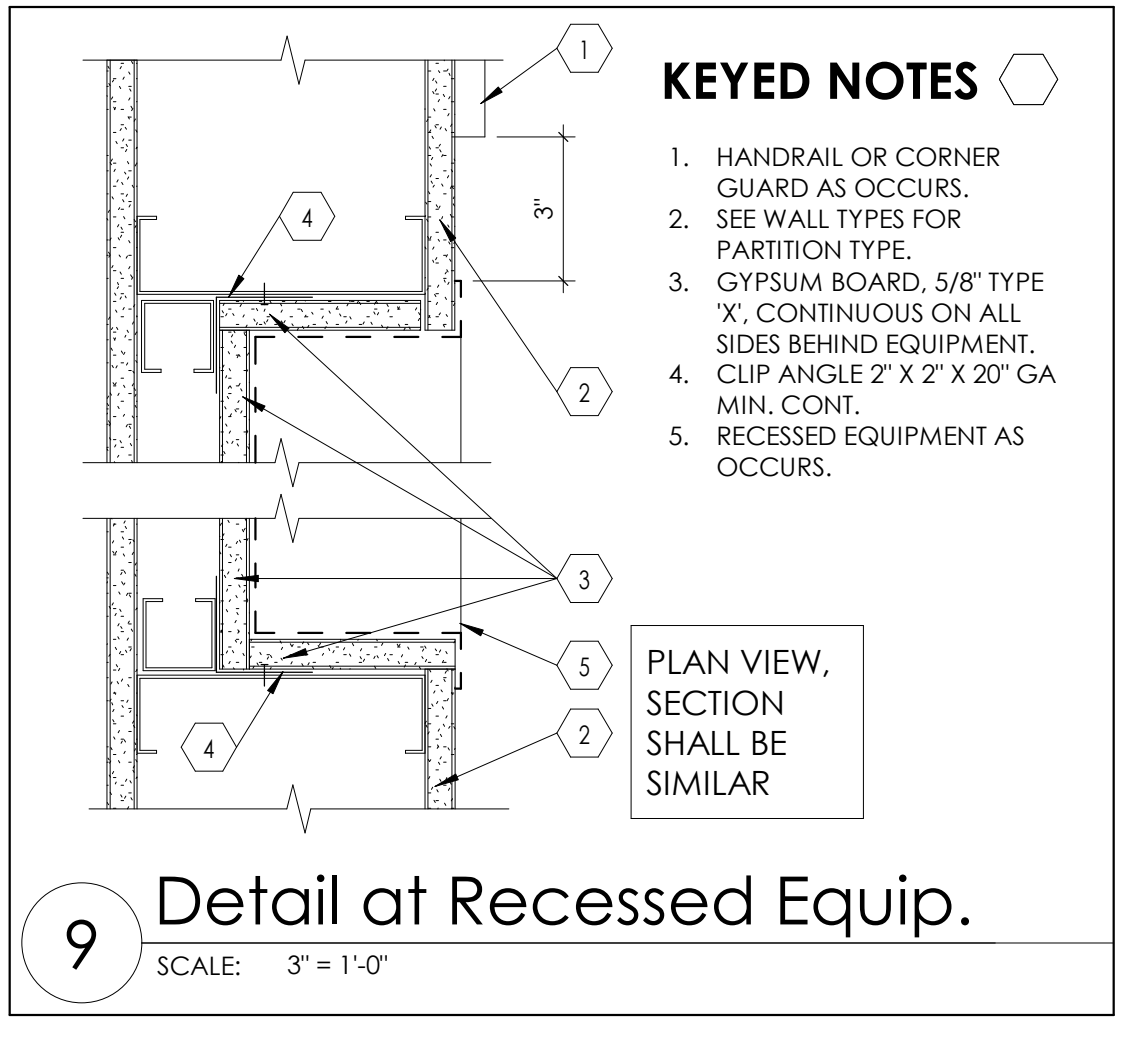 1
KEYED NOTES
1. HANDRAIL OR CORNER
GUARD AS OCCURS.
2. SEE WALL TYPES FOR
PARTITION TYPE.
3. GYPSUM BOARD, 5/8" TYPE
'X', CONTINUOUS ON ALL
SIDES BEHIND EQUIPMENT.
4. CLIP ANGLE 2" X 2" X 20" GA
MIN. CONT.
5. RECESSED EQUIPMENT AS
OCCURS.
4
3"
2
3
5
2
4
PLAN VIEW,
SECTION
SHALL BE
SIMILAR
9
Detail at Recessed Equip.
SCALE: 3" = 1'-0"